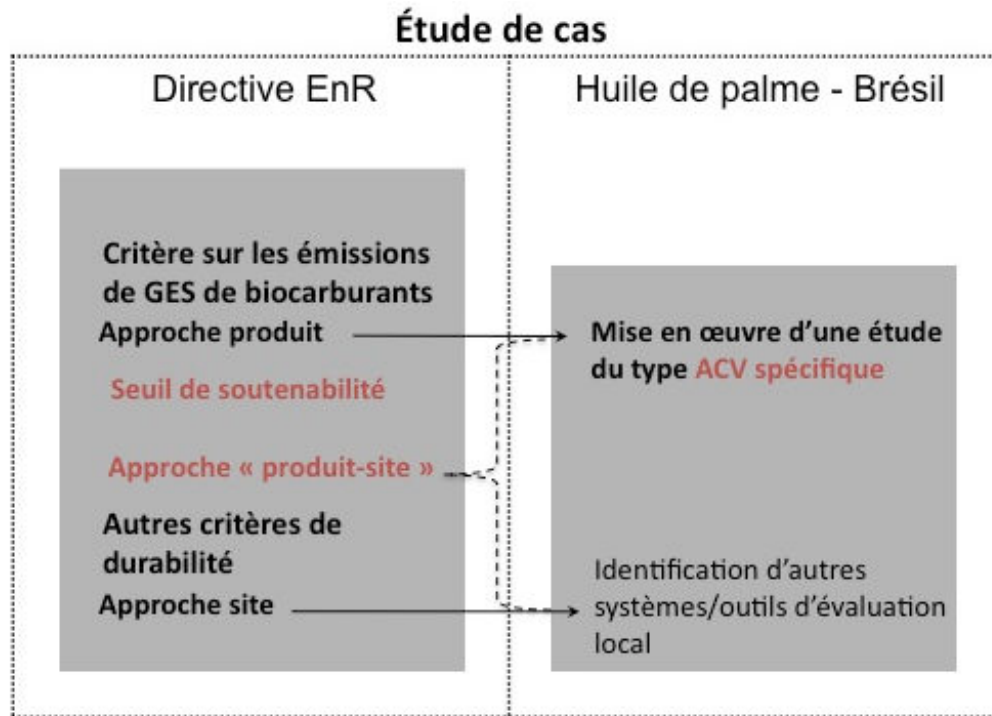 Étude de cas
Directive EnR
Critère sur les émissions
de GES de biocarburants
Approche produit
Seuil de soutenabilité
Approche « produit-site »
Autres critères de
durabilité
Approche site
Huile de palme - Brésil
Mise en œuvre d’une étude
du type ACV spécifique
Identification d’autres
systèmes/outils d’évaluation
local